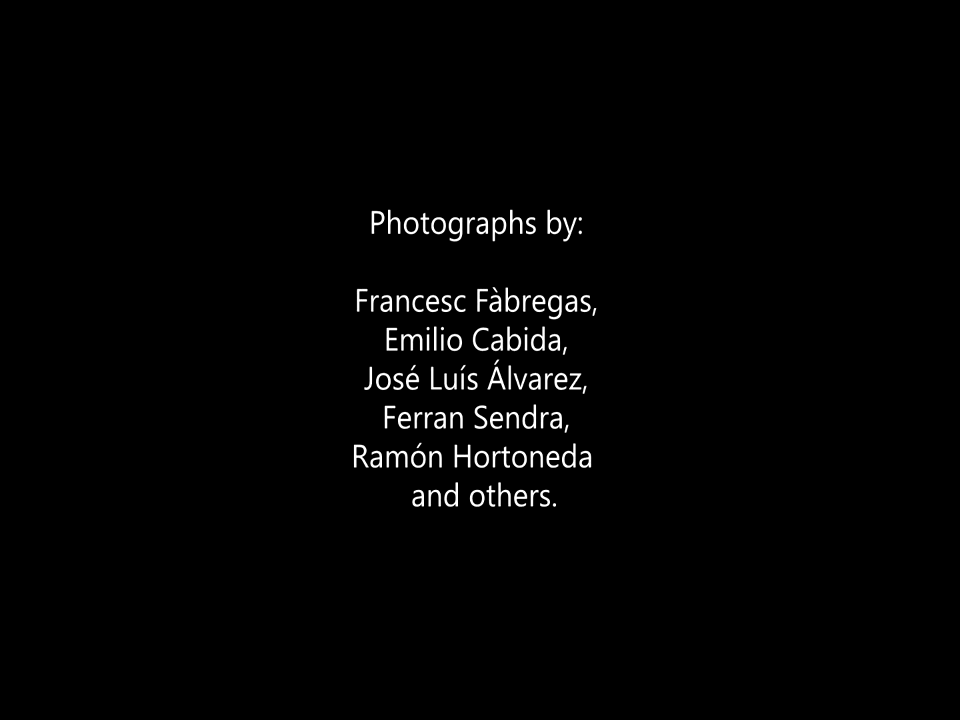 Photographs by:
Francesc Fàbregas,
Emilio Cabida,
José Luís Álvarez,
Ferran Sendra,
Ramón Hortoneda
and others.